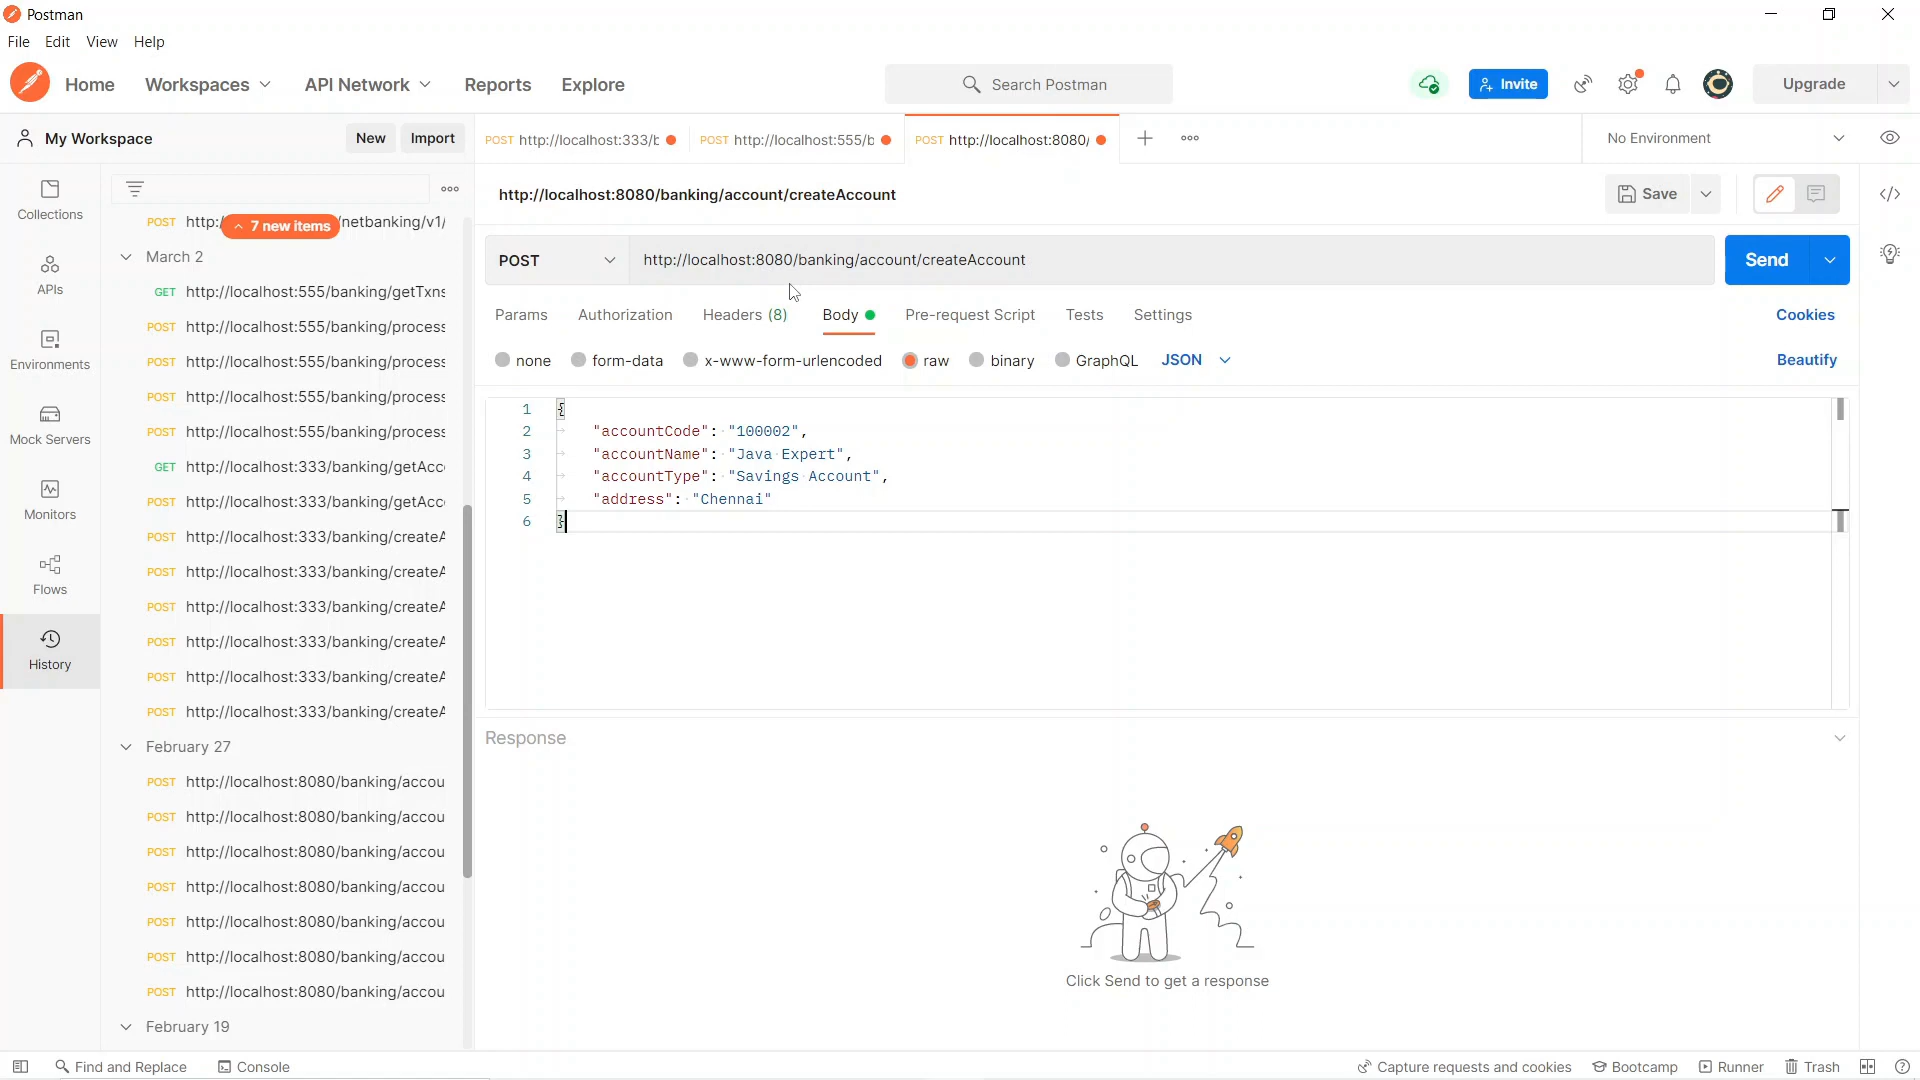 Postman
File Edit View Help
Home Workspaces API Network Reports Explore Search Postman Invite Upgrade
My Workspace New Import POST http://localhost:333/b POST http://localhost:555/b POST http://localhost:8080/ No Environment
http://localhost:8080/banking/account/createAccount Save
POST http://localhost:8080/banking/account/createAccount Send
Params Authorization Headers (8) Body Pre-request Script Tests Settings Cookies
none form-data x-www-form-urlencoded raw binary GraphQL JSON Beautify
1 {
2 "accountCode": "100002",
3 "accountName": "Java Expert",
4 "accountType": "Savings Account",
5 "address": "Chennai"
6 }
Response
Click Send to get a response
Collections
APIs
Environments
Mock Servers
Monitors
Flows
History
POST http:/ /netbanking/v1/
7 new items
March 2
GET http://localhost:555/banking/getTxns
POST http://localhost:555/banking/process
POST http://localhost:555/banking/process
POST http://localhost:555/banking/process
POST http://localhost:555/banking/process
GET http://localhost:333/banking/getAcco
POST http://localhost:333/banking/getAcco
POST http://localhost:333/banking/createA
POST http://localhost:333/banking/createA
POST http://localhost:333/banking/createA
POST http://localhost:333/banking/createA
POST http://localhost:333/banking/createA
POST http://localhost:333/banking/createA
February 27
POST http://localhost:8080/banking/accou
POST http://localhost:8080/banking/accou
POST http://localhost:8080/banking/accou
POST http://localhost:8080/banking/accou
POST http://localhost:8080/banking/accou
POST http://localhost:8080/banking/accou
POST http://localhost:8080/banking/accou
February 19
Find and Replace Console Capture requests and cookies Bootcamp Runner Trash